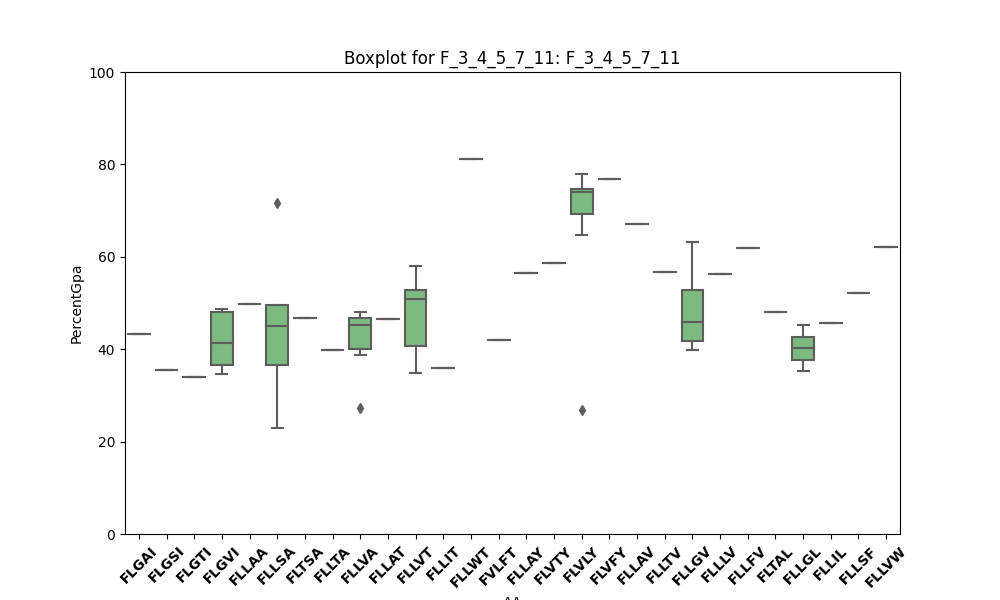 Boxplot for F_3_4_5_7_11: F_3_4_5_7_11
PercentGpa
100
80
60
40
20
0
FLGAI FLGSI FLGTI FLGVI FLLAA FLLSA FLTSA FLLTA FLLVA FLLAT FLLVT FLLIT FLLWT FVLFT FLLAY FLVTY FLVLY FLVFY FLLAV FLLTV FLLGV FLLLV FLLFV FLTAL FLLGL FLLIL FLLSF FLLVW